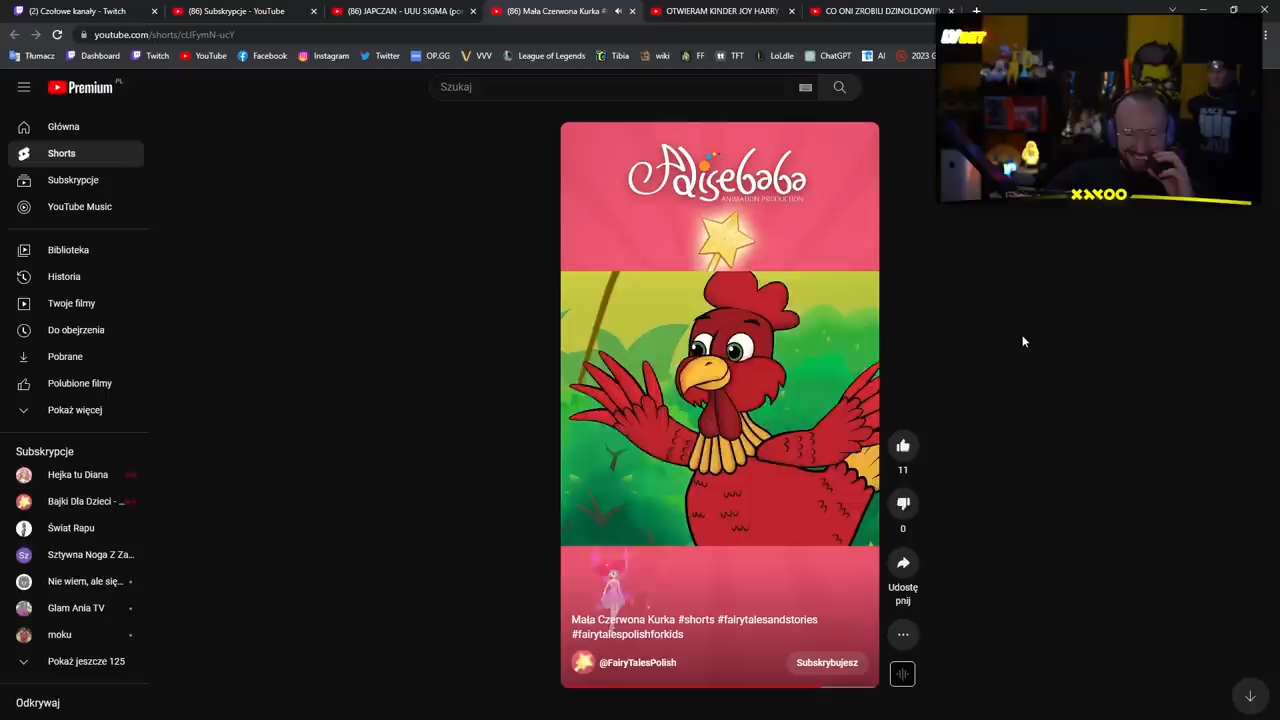 (2) Czołowe kanały - Twitch
(86) Subskrypcje - YouTube
(86) JAPCZAN - UUU SIGMA (po
(86) Mała Czerwona Kurka #
OTWIERAM KINDER JOY HARRY
CO ONI ZROBILI DZINOLDOWI
youtube.com/shorts/cLlFymN-ucY
Tłumacz
Dashboard
Twitch
YouTube
Facebook
Instagram
Twitter
OP.GG
VVV
League of Legends
Tibia
wiki
FF
TFT
LoLdle
ChatGPT
AI
2023 G
Premium PL
Szukaj
Główna
Shorts
Subskrypcje
YouTube Music
Biblioteka
Historia
Twoje filmy
Do obejrzenia
Pobrane
Polubione filmy
Pokaż więcej
Subskrypcje
Hejka tu Diana
Bajki Dla Dzieci - ...
Świat Rapu
Sztywna Noga Z Za...
Nie wiem, ale się...
Glam Ania TV
moku
Pokaż jeszcze 125
Odkrywaj
Adisebaba
ANIMATION PRODUCTION
Mała Czerwona Kurka #shorts #fairytalesandstories
#fairytalespolishforkids
@FairyTalesPolish
Subskrybujesz
11
0
Udostę
pnij
LVBET
XAYOO